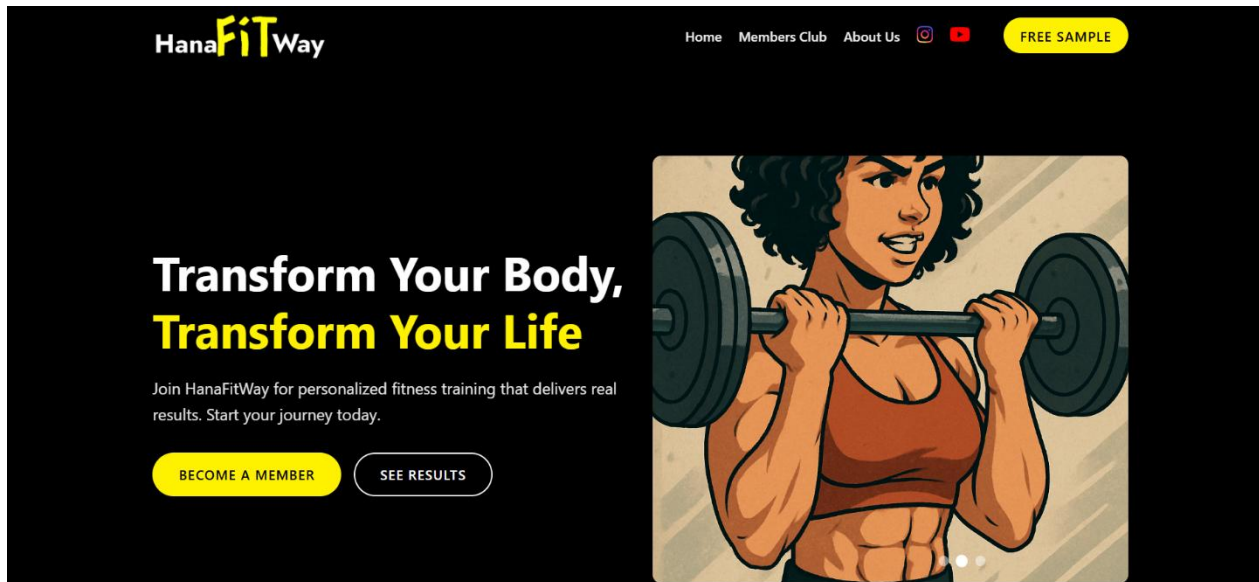 HanaFiTWay
Home Members Club About Us FREE SAMPLE
Transform Your Body,
Transform Your Life
Join HanaFitWay for personalized fitness training that delivers real
results. Start your journey today.
BECOME A MEMBER SEE RESULTS